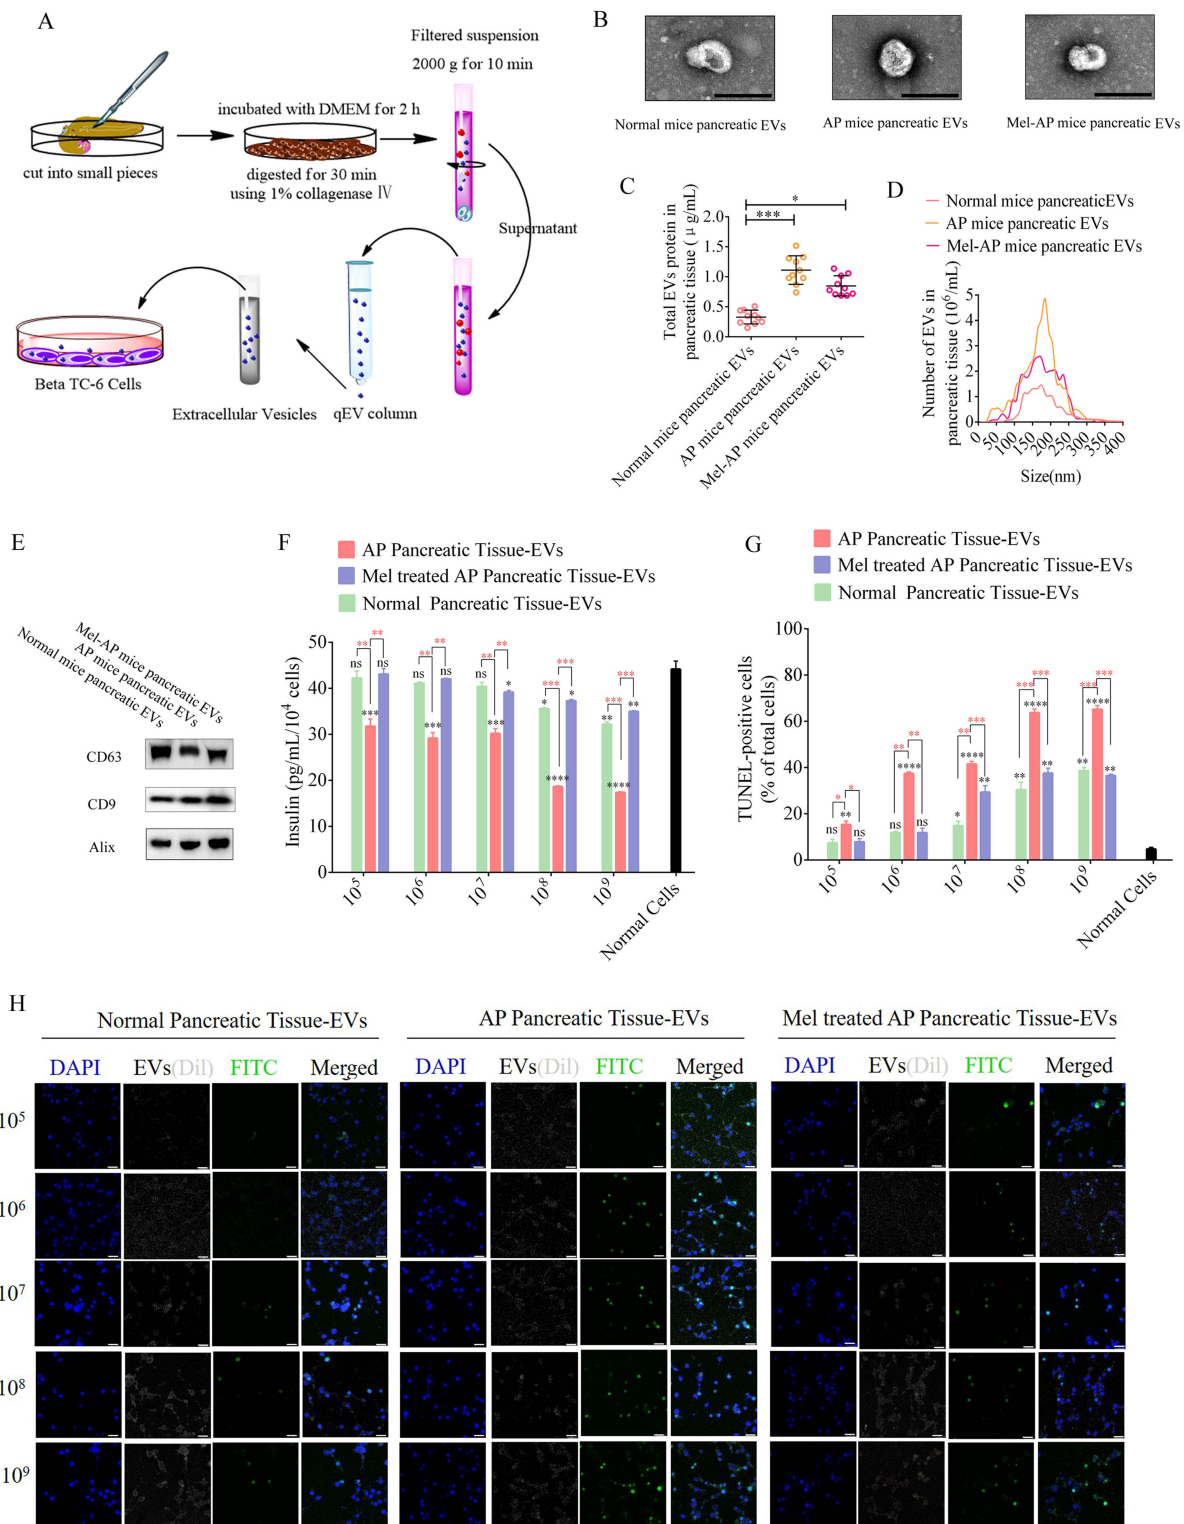 A
Filtered suspension
2000 g for 10 min
incubated with DMEM for 2 h
cut into small pieces
digested for 30 min
using 1% collagenase Ⅳ
Supernatant
Beta TC-6 Cells
Extracellular Vesicles
qEV column
B
Normal mice pancreatic EVs
AP mice pancreatic EVs
Mel-AP mice pancreatic EVs
C
Total EVs protein in
pancreatic tissue ( μ g/mL)
2.0
1.5
1.0
0.5
0.0
***
*
Normal mice pancreatic EVs
AP mice pancreatic EVs
Mel-AP mice pancreatic EVs
D
Normal mice pancreaticEVs
AP mice pancreatic EVs
Mel-AP mice pancreatic EVs
Number of EVs in
pancreatic tissue (10⁶/mL)
5
4
3
2
1
0
0 50 100 150 200 250 300 350 400
Size(nm)
E
Normal mice pancreatic EVs
AP mice pancreatic EVs
Mel-AP mice pancreatic EVs
CD63
CD9
Alix
F
AP Pancreatic Tissue-EVs
Mel treated AP Pancreatic Tissue-EVs
Normal Pancreatic Tissue-EVs
Insulin (pg/mL/10⁴ cells)
50
40
30
20
10
0
** ** ** ** ** ** *** *** *** ***
ns *** ns ns *** ns ns *** * * **** * ** **** **
10⁵ 10⁶ 10⁷ 10⁸ 10⁹ Normal Cells
G
AP Pancreatic Tissue-EVs
Mel treated AP Pancreatic Tissue-EVs
Normal Pancreatic Tissue-EVs
TUNEL-positive cells
(% of total cells)
100
80
60
40
20
0
* * ** ** ** *** *** *** *** ***
ns ** ns ns **** ns * **** ** ** **** ** ** **** **
10⁵ 10⁶ 10⁷ 10⁸ 10⁹ Normal Cells
H
Normal Pancreatic Tissue-EVs
AP Pancreatic Tissue-EVs
Mel treated AP Pancreatic Tissue-EVs
DAPI EVs(Dil) FITC Merged DAPI EVs(Dil) FITC Merged DAPI EVs(Dil) FITC Merged
10⁵
10⁶
10⁷
10⁸
10⁹